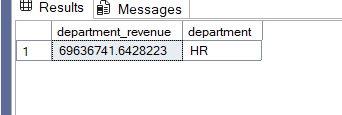 Results Messages
department_revenue department
1 69636741.6428223 HR